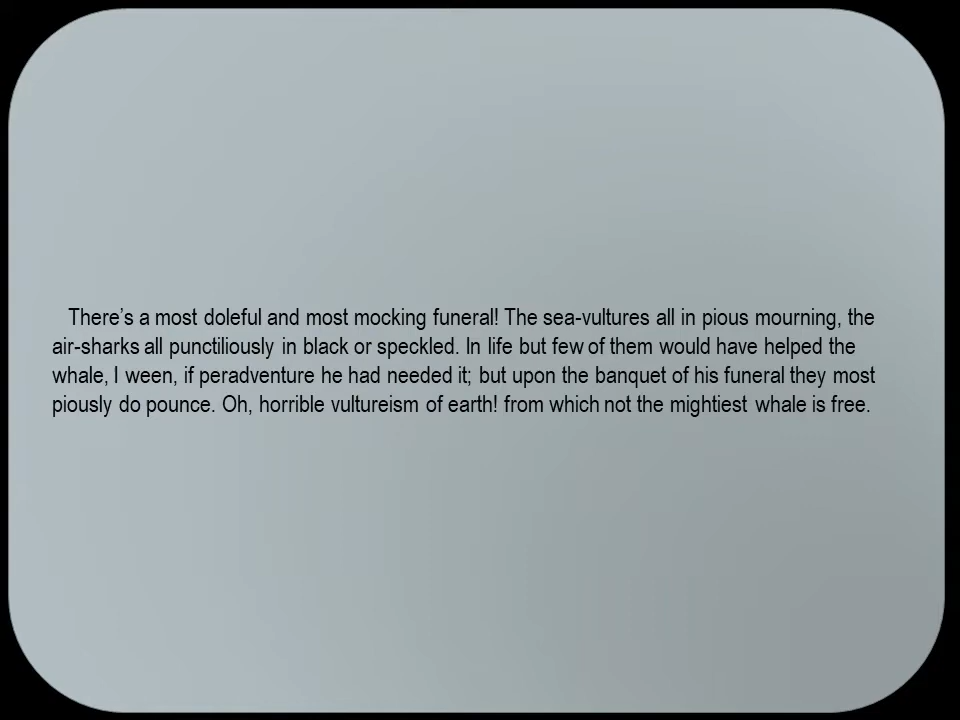 There’s a most doleful and most mocking funeral! The sea-vultures all in pious mourning, the
air-sharks all punctiliously in black or speckled. In life but few of them would have helped the
whale, I ween, if peradventure he had needed it; but upon the banquet of his funeral they most
piously do pounce. Oh, horrible vultureism of earth! from which not the mightiest whale is free.